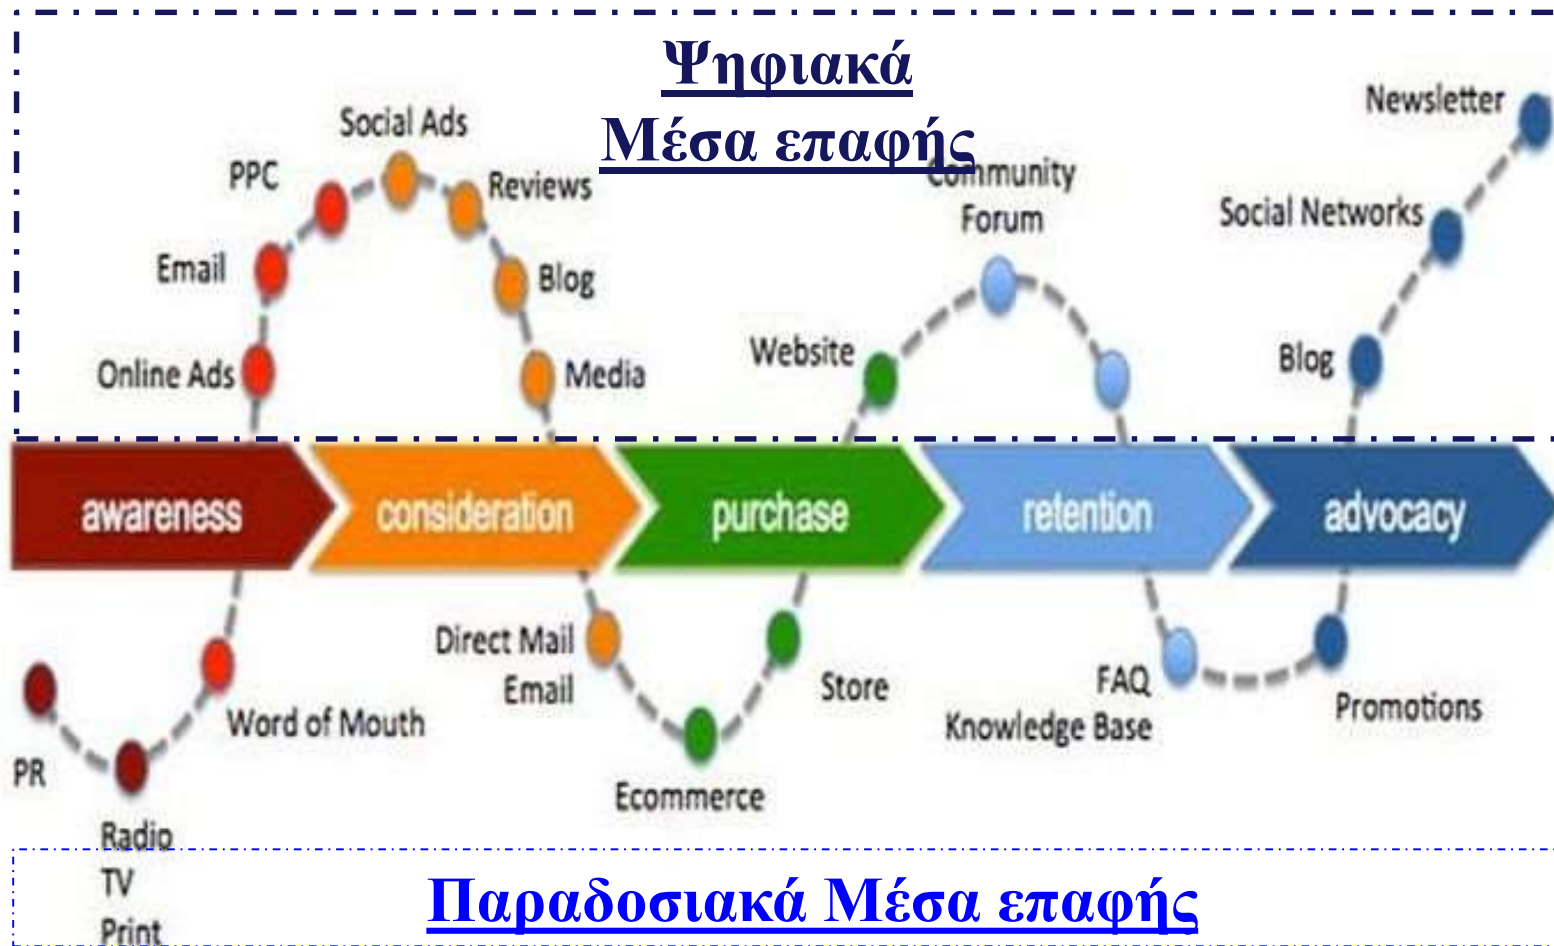 Ψηφιακά
Μέσα επαφής
Newsletter
Social Ads
PPC
Reviews
Community
Forum
Social Networks
Email
Blog
Website
Blog
Online Ads
Media
awareness
consideration
purchase
retention
advocacy
Direct Mail
Email
Store
FAQ
Knowledge Base
Promotions
Word of Mouth
PR
Ecommerce
Radio
TV
Print
Παραδοσιακά Μέσα επαφής